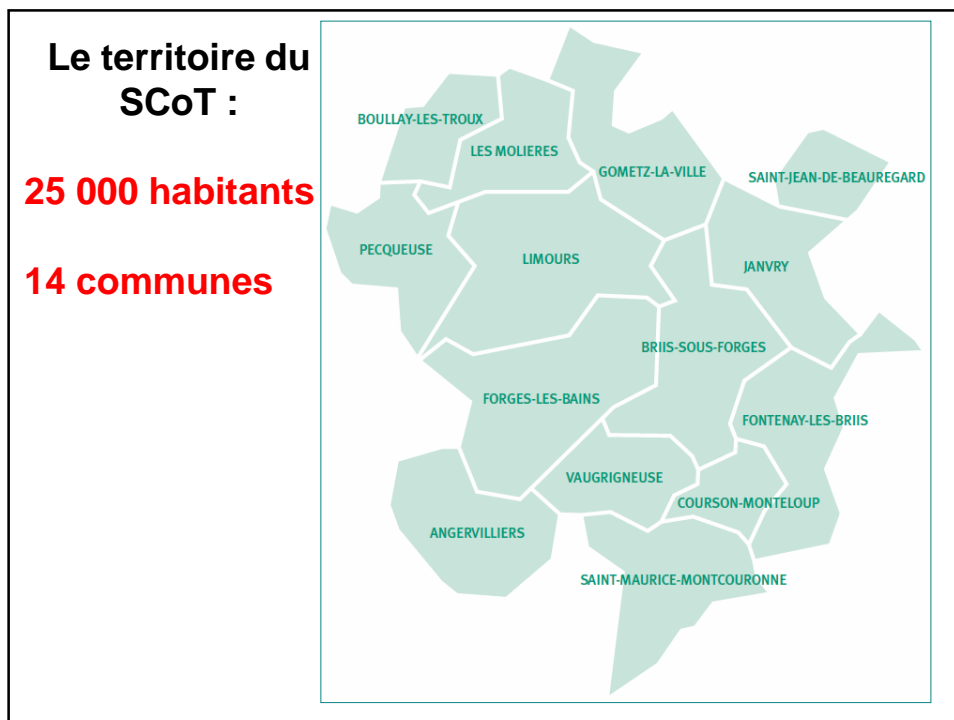 Le territoire du
SCoT :
25 000 habitants
14 communes
BOULLAY-LES-TROUX
LES MOLIERES
GOMETZ-LA-VILLE
SAINT-JEAN-DE-BEAUREGARD
PECQUEUSE
LIMOURS
JANVRY
BRIIS-SOUS-FORGES
FORGES-LES-BAINS
FONTENAY-LES-BRIIS
VAUGRIGNEUSE
COURSON-MONTELOUP
ANGERVILLIERS
SAINT-MAURICE-MONTCOURONNE